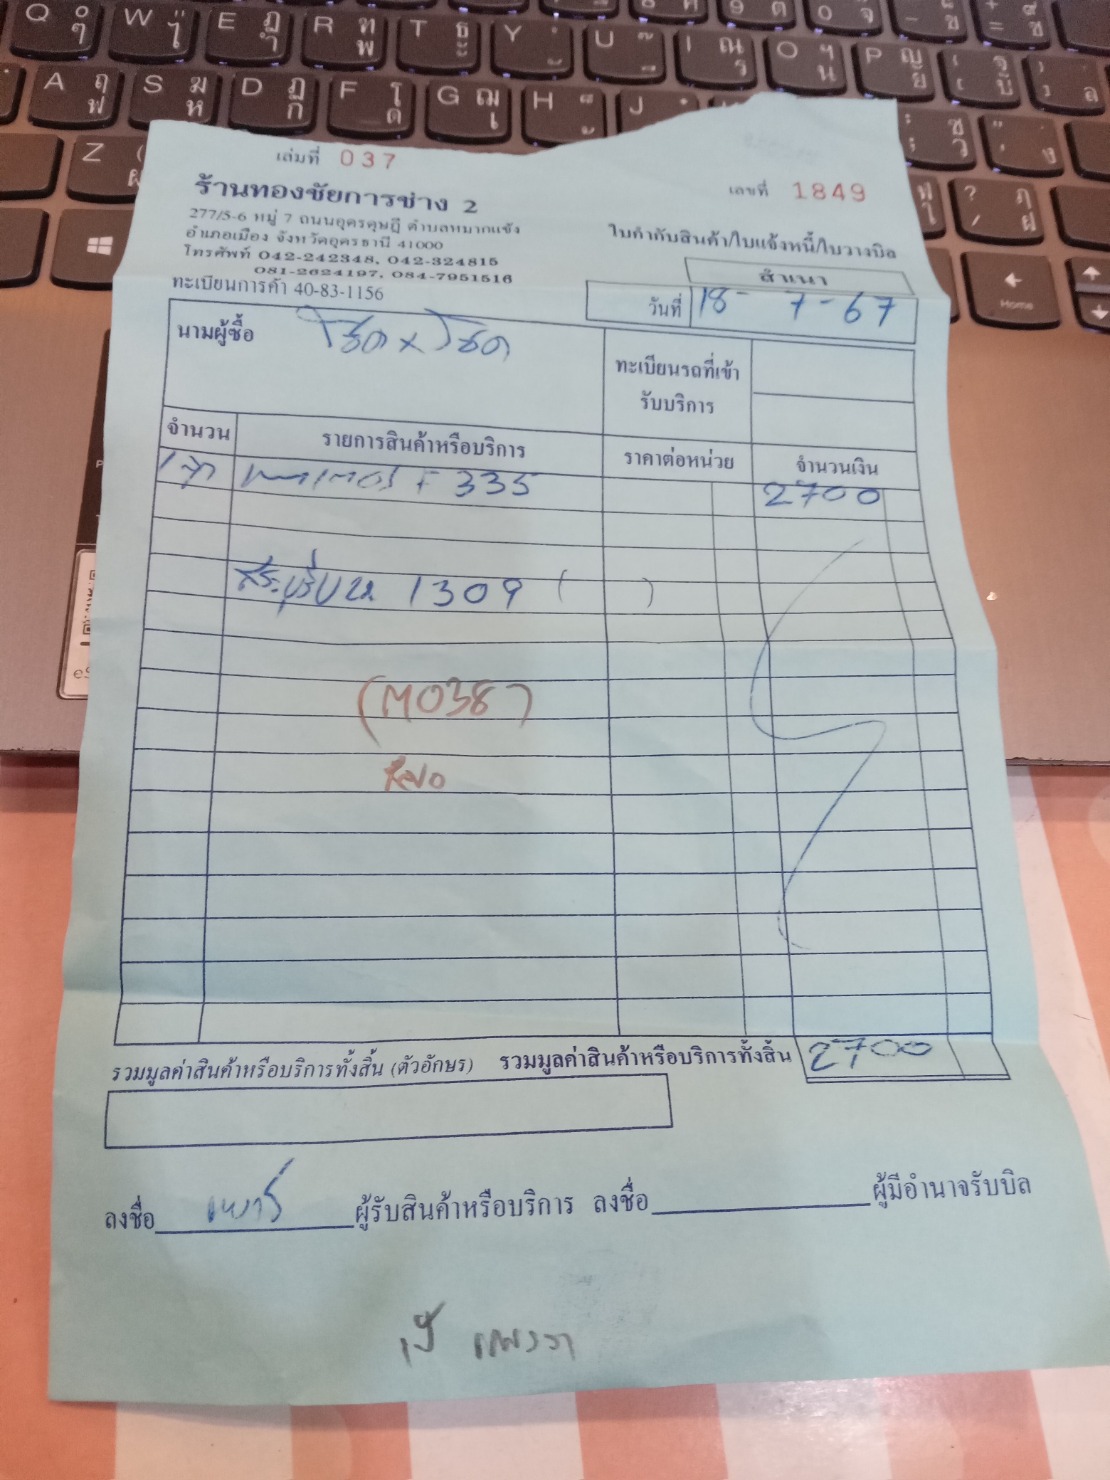 เล่มที่ 037
เลขที่ 1849
ร้านทองชัยการช่าง 2
277/5-6 หมู่ 7 ถนนอุดรดุษฎี ตำบลหมากแข้ง
อำเภอเมือง จังหวัดอุดรธานี 41000
โทรศัพท์ 042-242348, 042-324815
081-2624197, 084-7951516
ทะเบียนการค้า 40-83-1156
ใบกำกับสินค้า/ใบแจ้งหนี้/ใบวางบิล
สำเนา
วันที่ 18-7-67
นามผู้ซื้อ โชค x โชค
ทะเบียนรถที่เข้า
รับบริการ
จำนวน รายการสินค้าหรือบริการ ราคาต่อหน่วย จำนวนเงิน
335 2700
สระบุรี 1309 ( )
(M038)
รวมมูลค่าสินค้าหรือบริการทั้งสิ้น (ตัวอักษร) รวมมูลค่าสินค้าหรือบริการทั้งสิ้น 2700
ลงชื่อ ผู้รับสินค้าหรือบริการ ลงชื่อ ผู้มีอำนาจรับบิล
Q W E R T Y U I O P
A S D F G H J
Z
Home